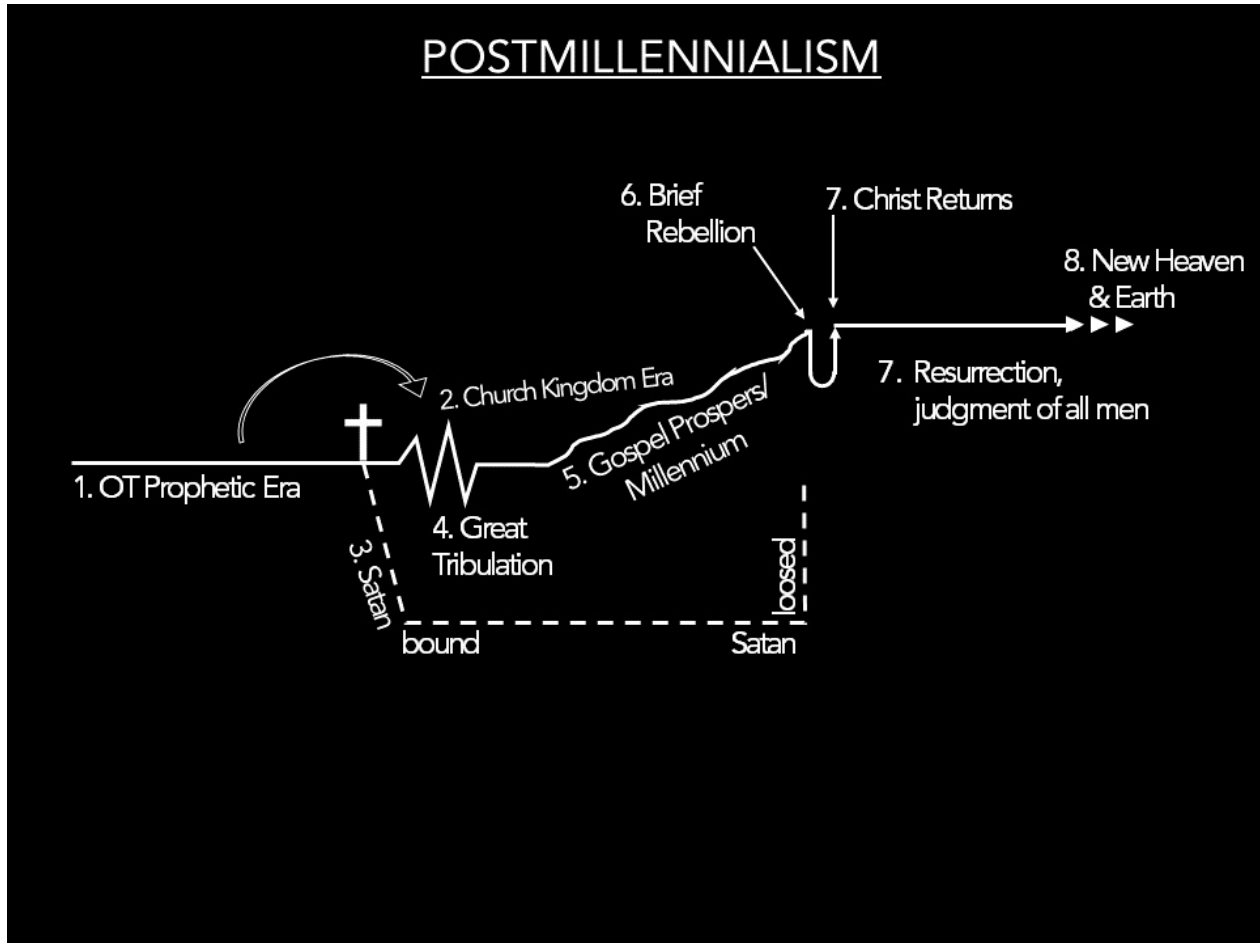 POSTMILLENNIALISM
6. Brief
Rebellion
7. Christ Returns
8. New Heaven
& Earth
2. Church Kingdom Era
7. Resurrection,
judgment of all men
1. OT Prophetic Era
5. Gospel Prospers/
Millennium
4. Great
Tribulation
3. Satan
bound
Satan
loosed